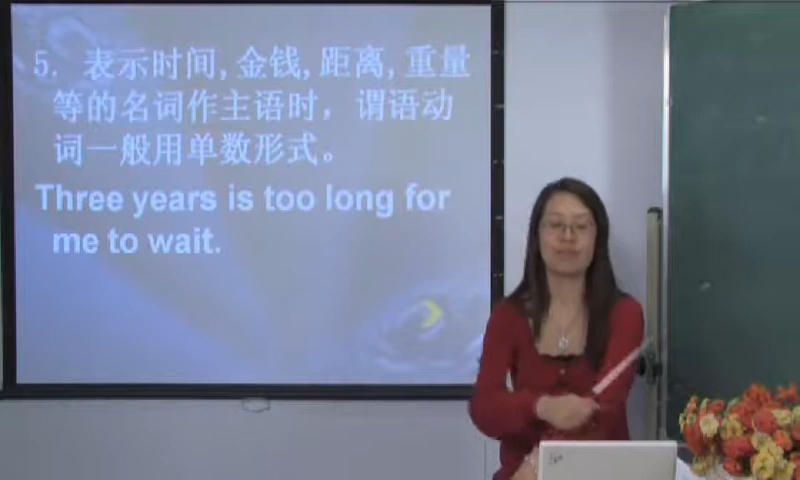 5. 表示时间,金钱,距离,重量
等的名词作主语时，谓语动
词一般用单数形式。
Three years is too long for
me to wait.